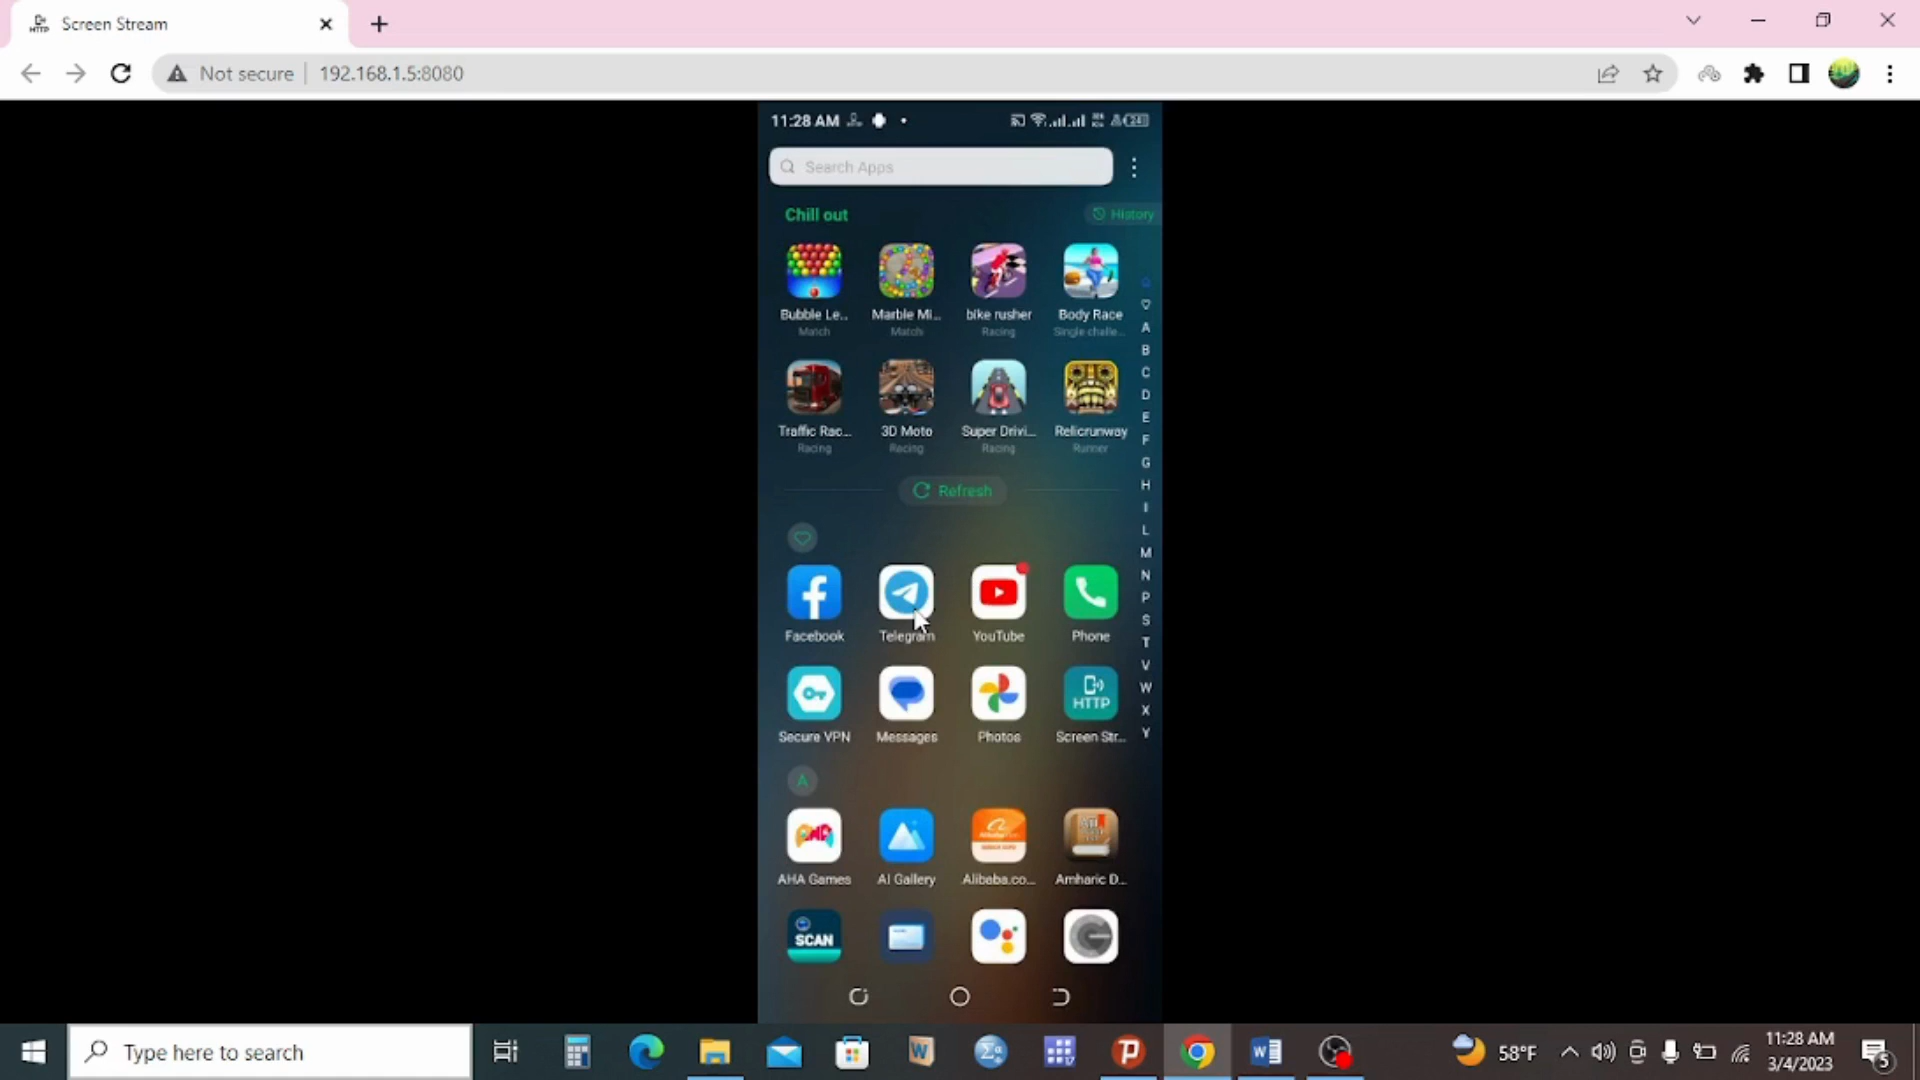 Screen Stream
Not secure 192.168.1.5:8080
11:28 AM
Search Apps
Chill out
History
Bubble Le.. Marble Mi... bike rusher Body Race
Match Match Racing Single challe...
Traffic Rac... 3D Moto Super Drivi... Relicrunway
Racing Racing Racing Runner
Refresh
A
B
C
D
E
F
G
H
I
L
M
N
P
S
T
V
W
X
Y
Facebook Telegram YouTube Phone
HTTP
Secure VPN Messages Photos Screen Str...
A
AHA Games AI Gallery Alibaba.co... Amharic D...
SCAN
Type here to search
58°F
11:28 AM
3/4/2023
5